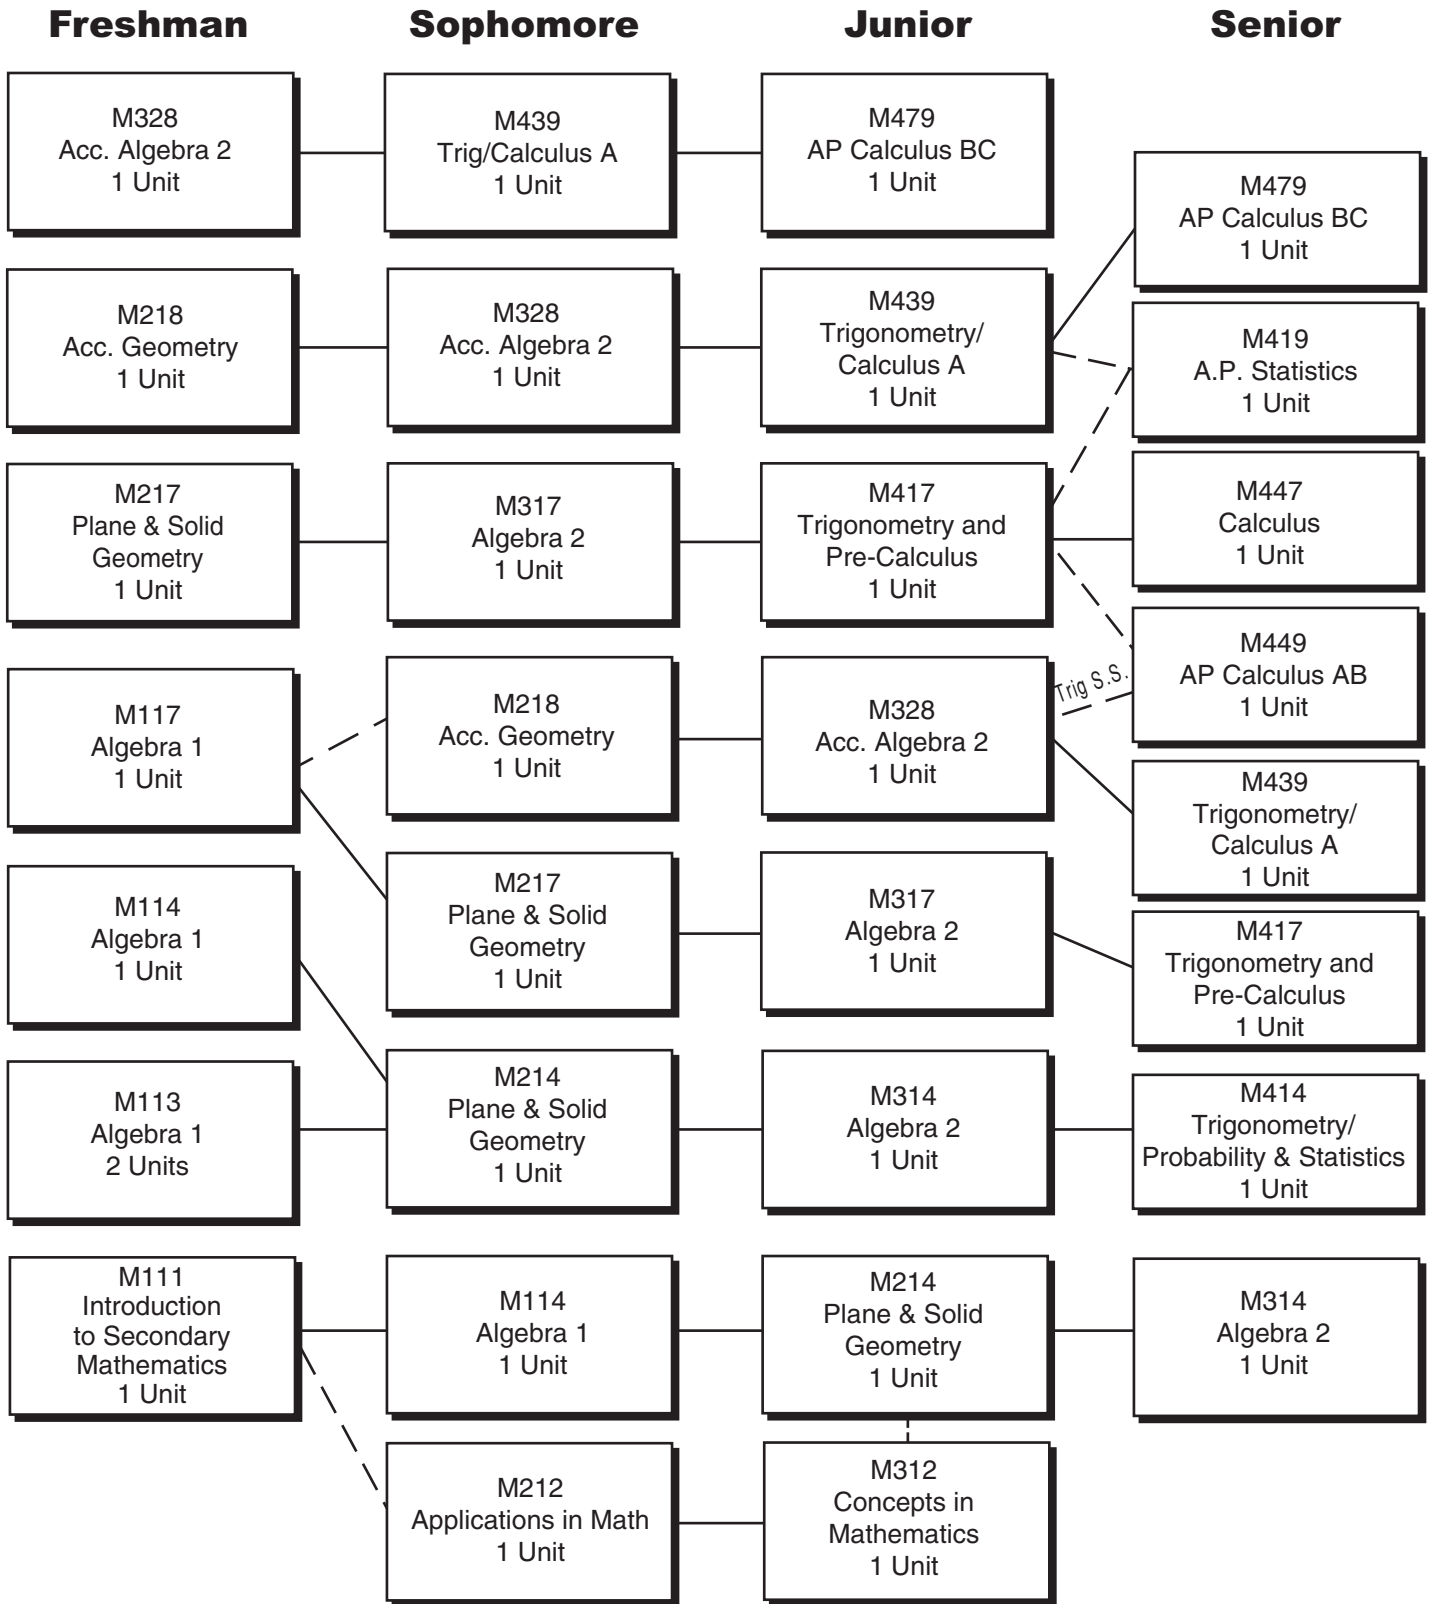 Freshman
Sophomore
Junior
Senior
M328
Acc. Algebra 2
1 Unit
M439
Trig/Calculus A
1 Unit
M479
AP Calculus BC
1 Unit
M479
AP Calculus BC
1 Unit
M218
Acc. Geometry
1 Unit
M328
Acc. Algebra 2
1 Unit
M439
Trigonometry/
Calculus A
1 Unit
M419
A.P. Statistics
1 Unit
M217
Plane & Solid
Geometry
1 Unit
M317
Algebra 2
1 Unit
M417
Trigonometry and
Pre-Calculus
1 Unit
M447
Calculus
1 Unit
M117
Algebra 1
1 Unit
M218
Acc. Geometry
1 Unit
M328
Acc. Algebra 2
1 Unit
Trig S.S.
M449
AP Calculus AB
1 Unit
M439
Trigonometry/
Calculus A
1 Unit
M114
Algebra 1
1 Unit
M217
Plane & Solid
Geometry
1 Unit
M317
Algebra 2
1 Unit
M417
Trigonometry and
Pre-Calculus
1 Unit
M113
Algebra 1
2 Units
M214
Plane & Solid
Geometry
1 Unit
M314
Algebra 2
1 Unit
M414
Trigonometry/
Probability & Statistics
1 Unit
M111
Introduction
to Secondary
Mathematics
1 Unit
M114
Algebra 1
1 Unit
M214
Plane & Solid
Geometry
1 Unit
M314
Algebra 2
1 Unit
M212
Applications in Math
1 Unit
M312
Concepts in
Mathematics
1 Unit